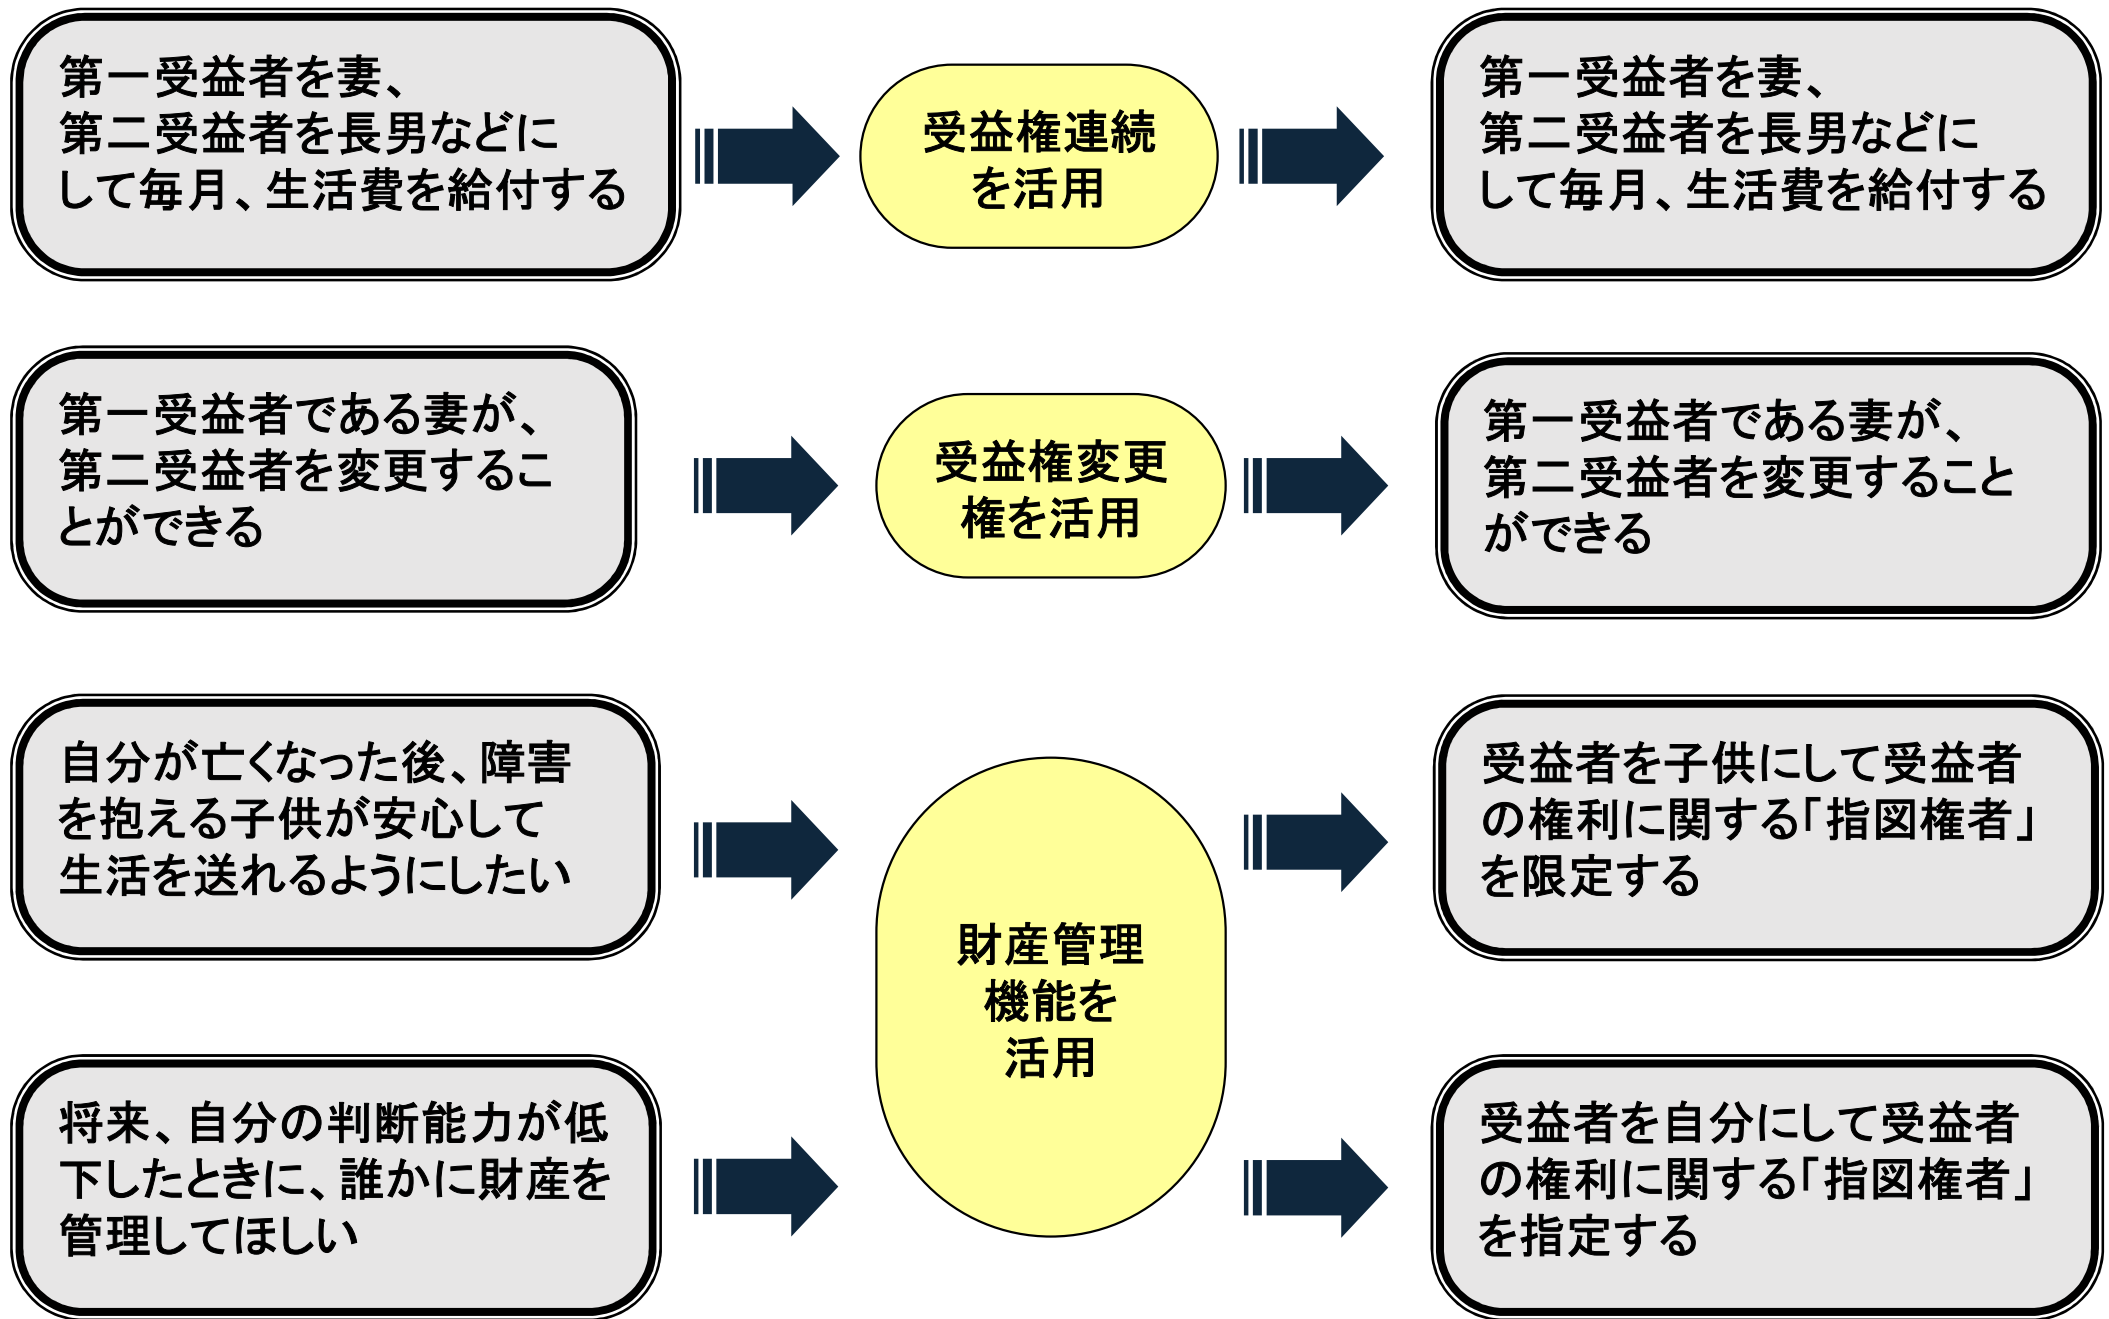 第一受益者を妻、
第二受益者を長男などに
して毎月、生活費を給付する
受益権連続
を活用
第一受益者を妻、
第二受益者を長男などに
して毎月、生活費を給付する
第一受益者である妻が、
第二受益者を変更するこ
とができる
受益権変更
権を活用
第一受益者である妻が、
第二受益者を変更すること
ができる
自分が亡くなった後、障害
を抱える子供が安心して
生活を送れるようにしたい
財産管理
機能を
活用
受益者を子供にして受益者
の権利に関する「指図権者」
を限定する
将来、自分の判断能力が低
下したときに、誰かに財産を
管理してほしい
受益者を自分にして受益者
の権利に関する「指図権者」
を指定する